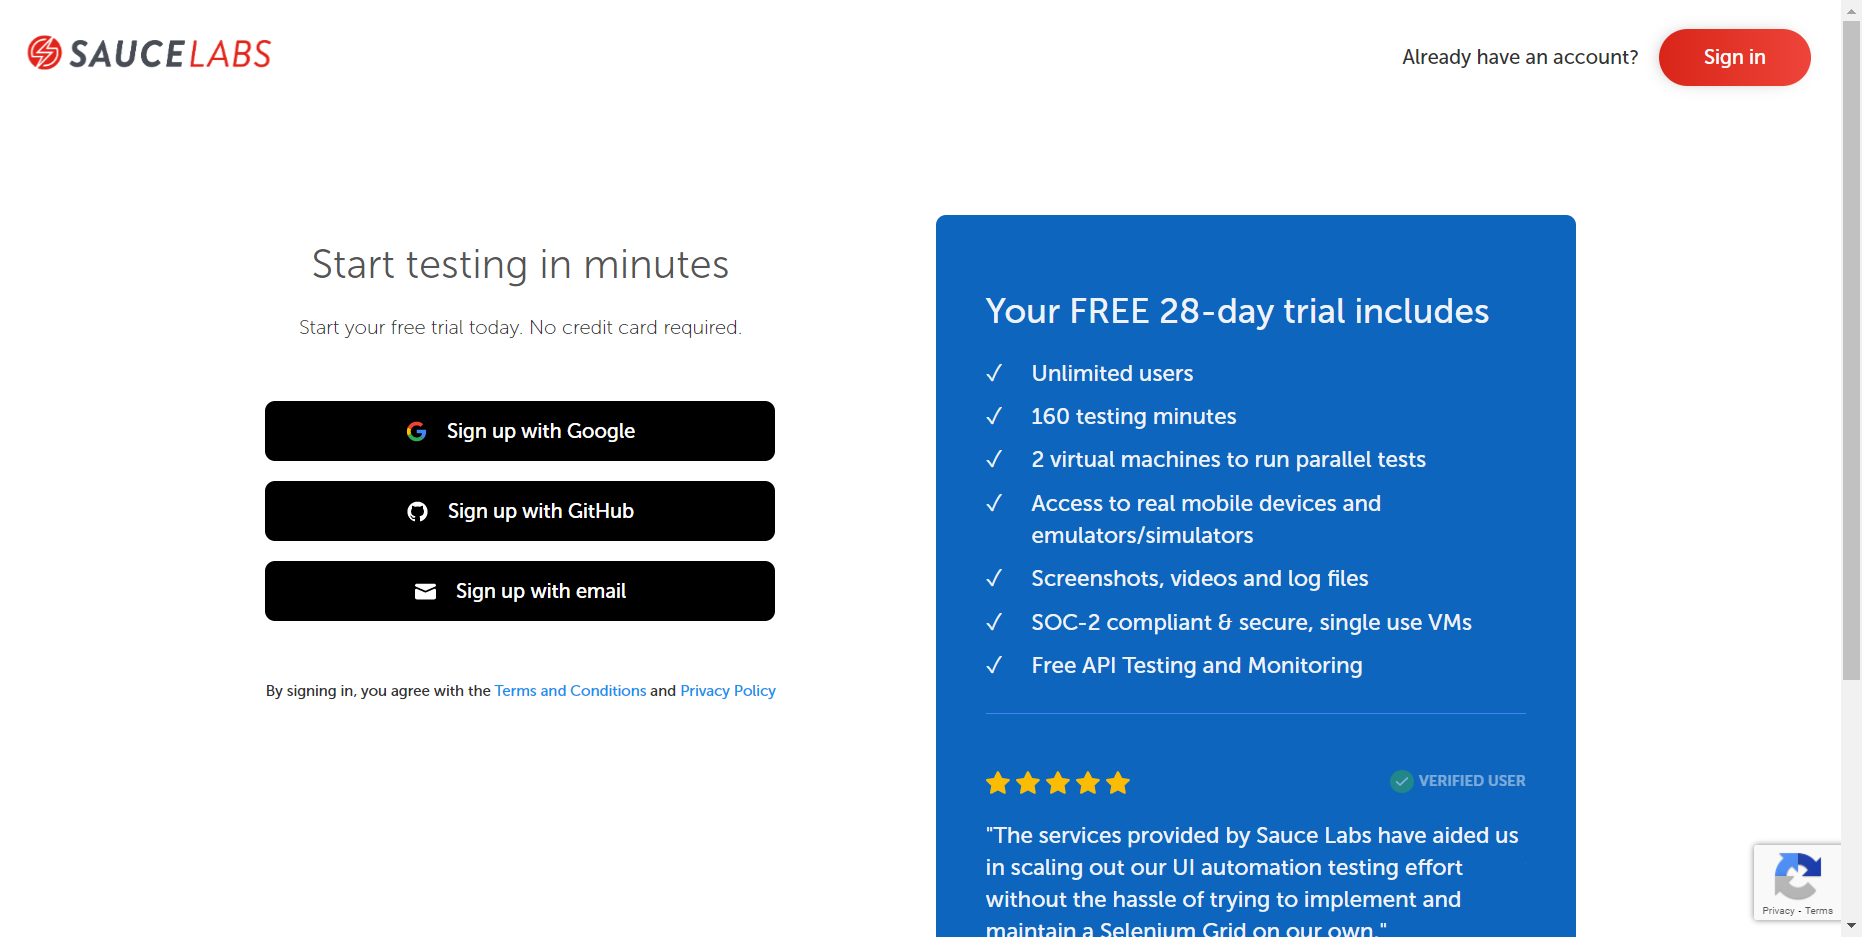 SAUCE LABS
Already have an account?
Sign in
Start testing in minutes
Start your free trial today. No credit card required.
Sign up with Google
Sign up with GitHub
Sign up with email
By signing in, you agree with the Terms and Conditions and Privacy Policy
Your FREE 28-day trial includes
Unlimited users
160 testing minutes
2 virtual machines to run parallel tests
Access to real mobile devices and
emulators/simulators
Screenshots, videos and log files
SOC-2 compliant & secure, single use VMs
Free API Testing and Monitoring
VERIFIED USER
"The services provided by Sauce Labs have aided us
in scaling out our UI automation testing effort
without the hassle of trying to implement and
maintain a Selenium Grid on our own."
Privacy - Terms